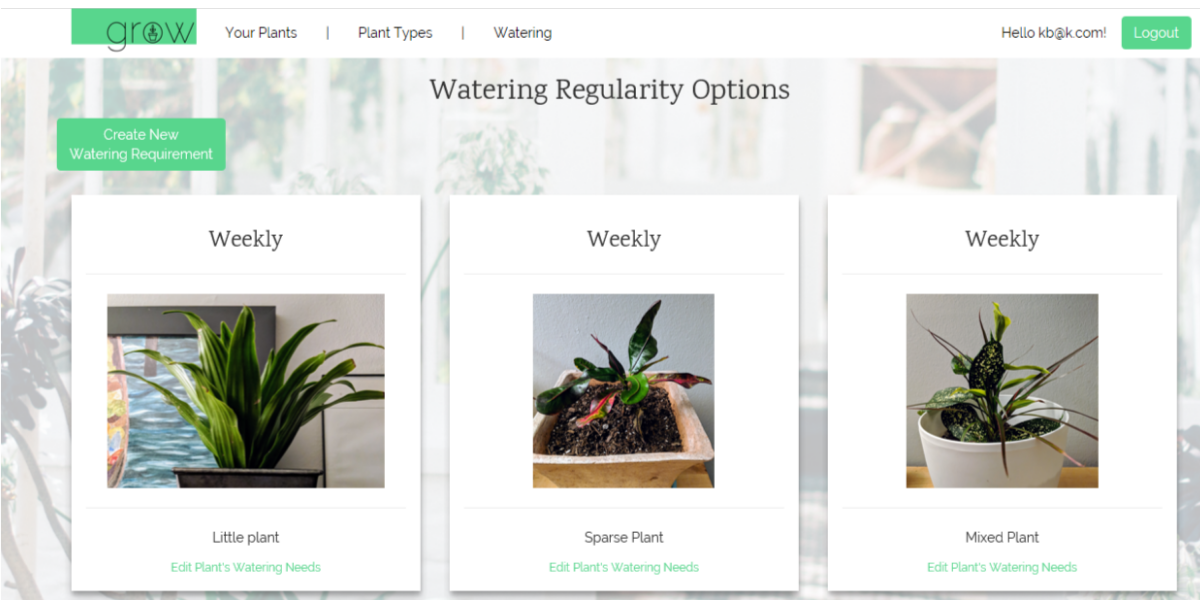 grow Your Plants | Plant Types | Watering Hello kb@k.com! Logout
Watering Regularity Options
Create New
Watering Requirement
Weekly
Weekly
Weekly
Little plant
Sparse Plant
Mixed Plant
Edit Plant's Watering Needs
Edit Plant's Watering Needs
Edit Plant's Watering Needs